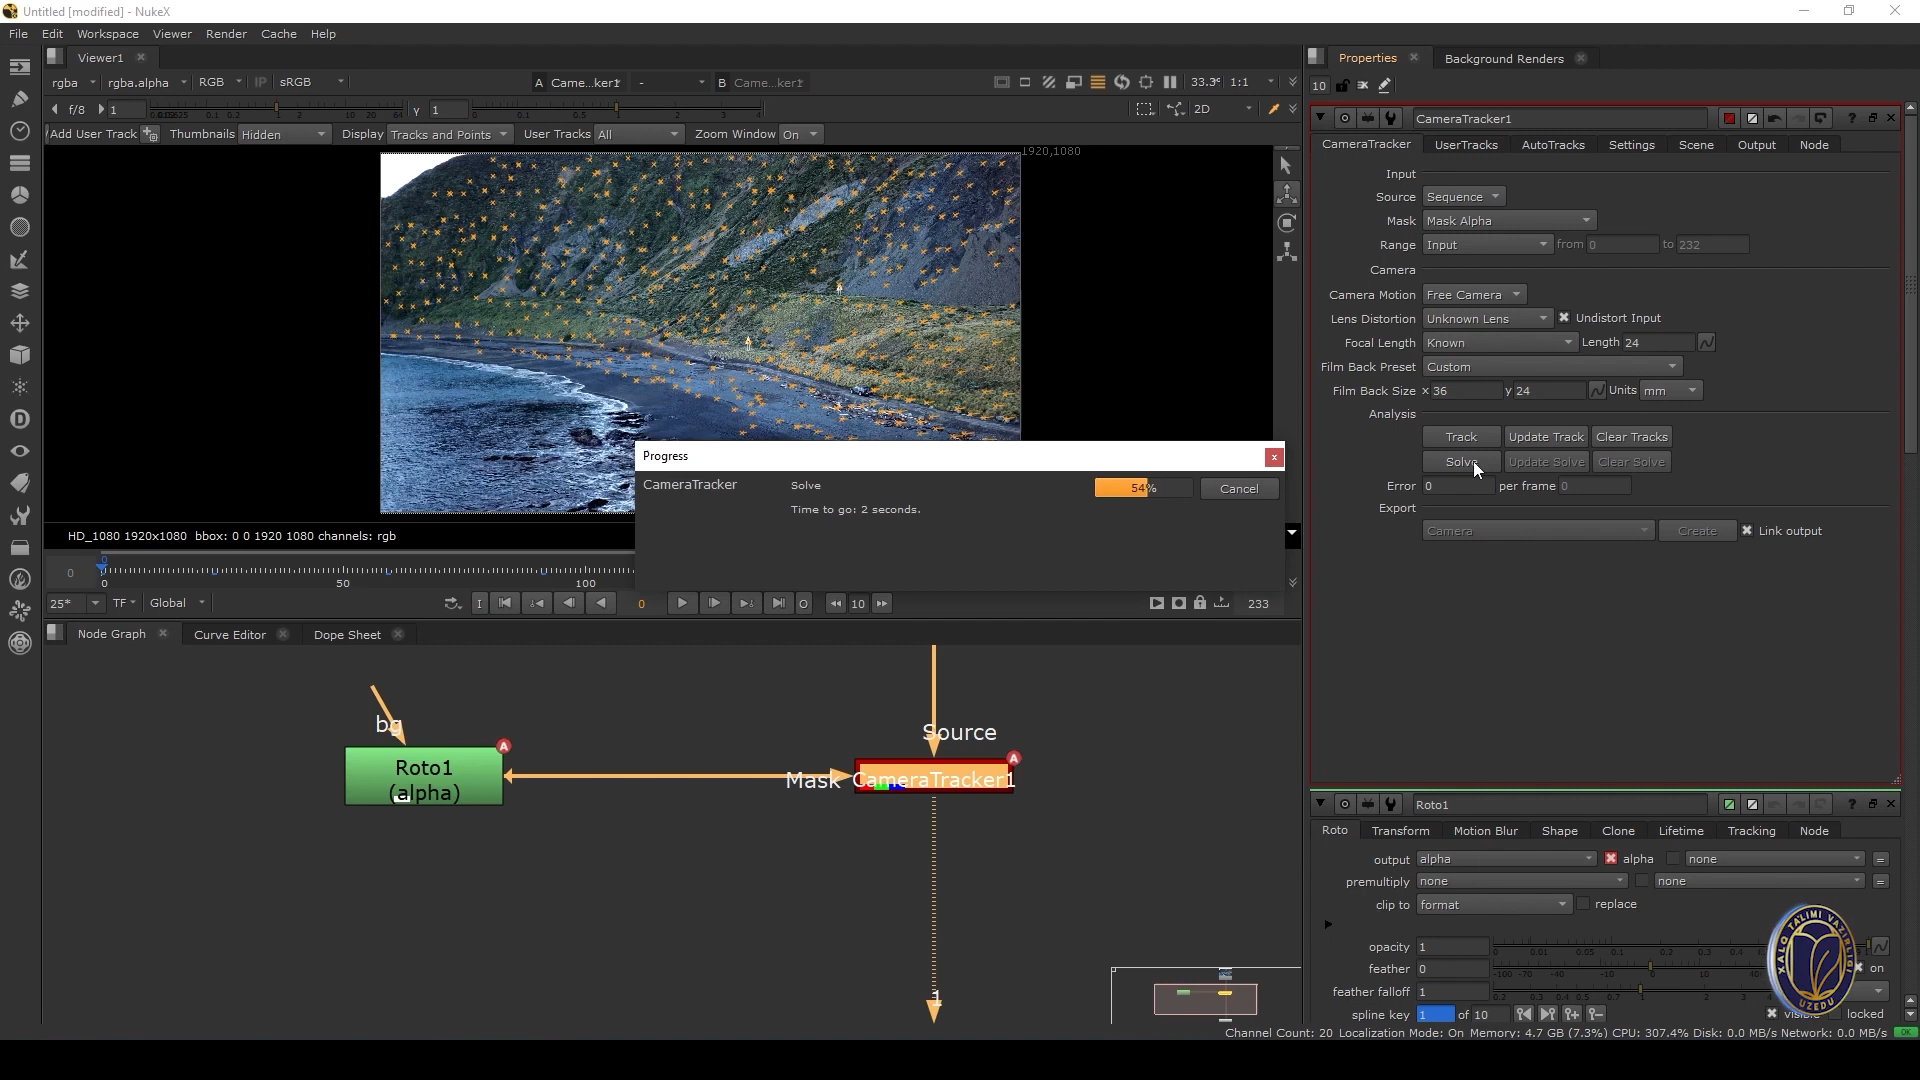 Untitled [modified] - NukeX
File Edit Workspace Viewer Render Cache Help
Viewer1
rgba rgba.alpha RGB IP sRGB A Came...ker1 - B Came...ker1 33.3 1:1
f/8 1 Y 1 2D
Add User Track Thumbnails Hidden Display Tracks and Points User Tracks All Zoom Window On
1920,1080
HD_1080 1920x1080 bbox: 0 0 1920 1080 channels: rgb
0 0 50 100
25* TF Global I 0 O 10 233
Progress
CameraTracker Solve 54% Cancel
Time to go: 2 seconds.
Node Graph Curve Editor Dope Sheet
bg
Roto1
(alpha)
A
Source
Mask CameraTracker1
A
1
Properties Background Renders
10
CameraTracker1
CameraTracker UserTracks AutoTracks Settings Scene Output Node
Input
Source Sequence
Mask Mask Alpha
Range Input from 0 to 232
Camera
Camera Motion Free Camera
Lens Distortion Unknown Lens Undistort Input
Focal Length Known Length 24
Film Back Preset Custom
Film Back Size x 36 y 24 Units mm
Analysis
Track Update Track Clear Tracks
Solve Update Solve Clear Solve
Error 0 per frame 0
Export
Camera Create Link output
Roto1
Roto Transform Motion Blur Shape Clone Lifetime Tracking Node
output alpha alpha none =
premultiply none none =
clip to format replace
opacity 1
feather 0 on
feather falloff 1
spline key 1 of 10 visible locked
XALQ TA'LIMI VAZIRLIGI
UZEDU
Channel Count: 20 Localization Mode: On Memory: 4.7 GB (7.3%) CPU: 307.4% Disk: 0.0 MB/s Network: 0.0 MB/s OK